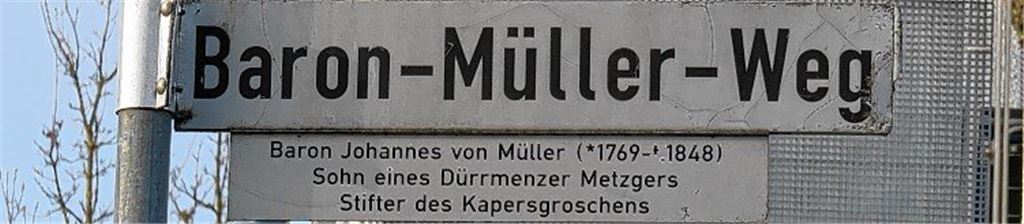 Baron-Müller-Weg
Baron Johannes von Müller (*1769-†.1848)
Sohn eines Dürrmenzer Metzgers
Stifter des Kapersgroschens